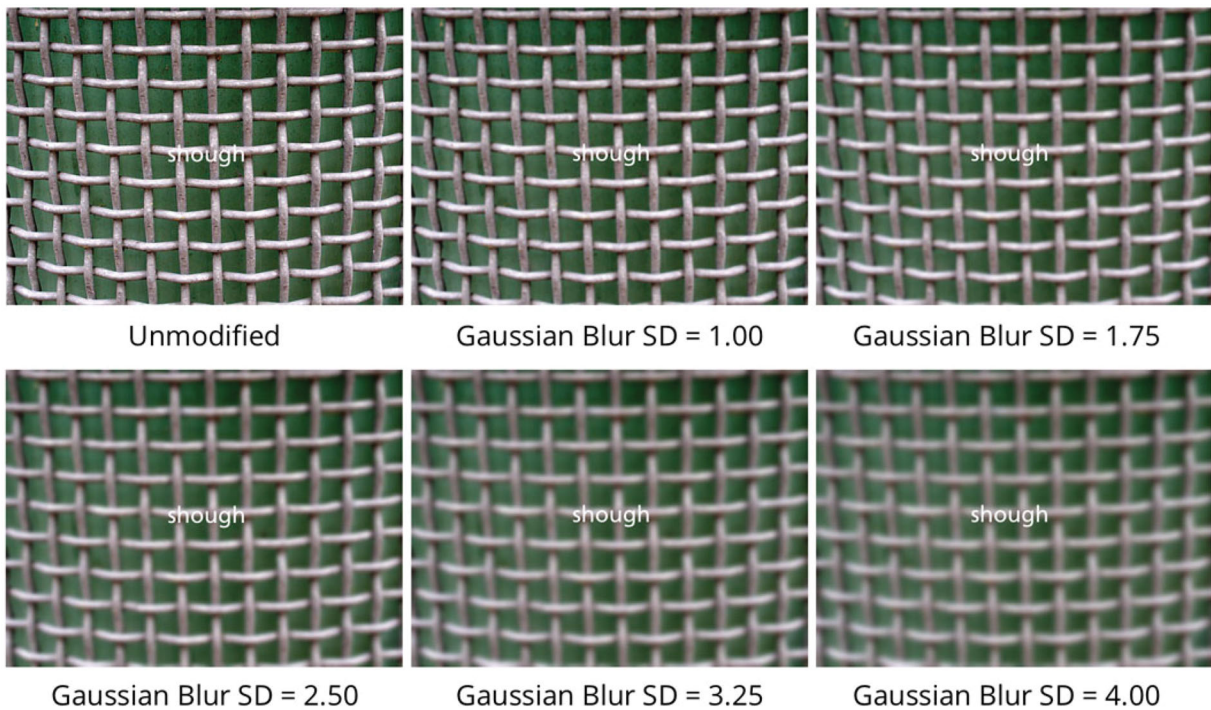 shough
shough
shough
Unmodified
Gaussian Blur SD = 1.00
Gaussian Blur SD = 1.75
shough
shough
shough
Gaussian Blur SD = 2.50
Gaussian Blur SD = 3.25
Gaussian Blur SD = 4.00